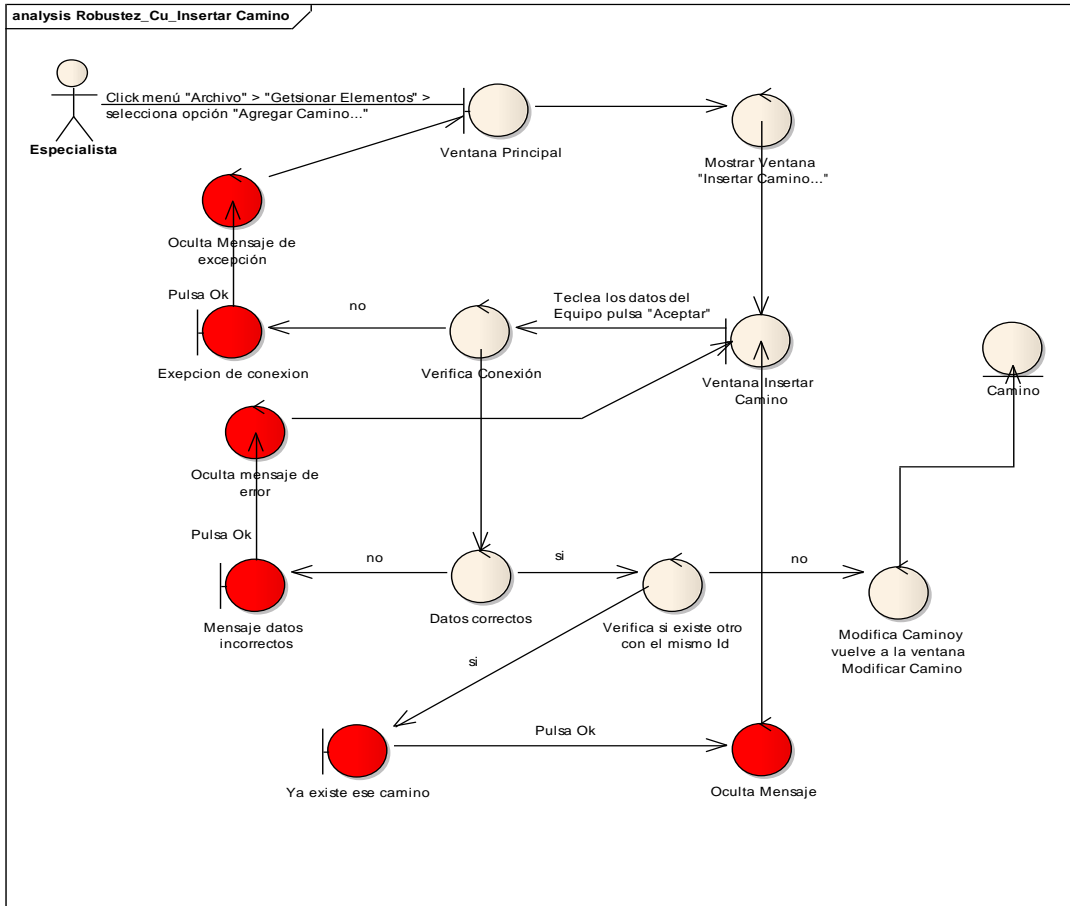 analysis Robustez_Cu_Insertar Camino
Click menú "Archivo" > "Getsionar Elementos" >
selecciona opción "Agregar Camino..."
Especialista
Ventana Principal
Mostrar Ventana
"Insertar Camino..."
Oculta Mensaje de
excepción
Pulsa Ok
no
Teclea los datos del
Equipo pulsa "Aceptar"
Exepcion de conexion
Verifica Conexión
Ventana Insertar
Camino
Camino
Oculta mensaje de
error
Pulsa Ok
no
si
no
Mensaje datos
incorrectos
Datos correctos
Verifica si existe otro
con el mismo Id
Modifica Caminoy
vuelve a la ventana
Modificar Camino
si
Pulsa Ok
Ya existe ese camino
Oculta Mensaje